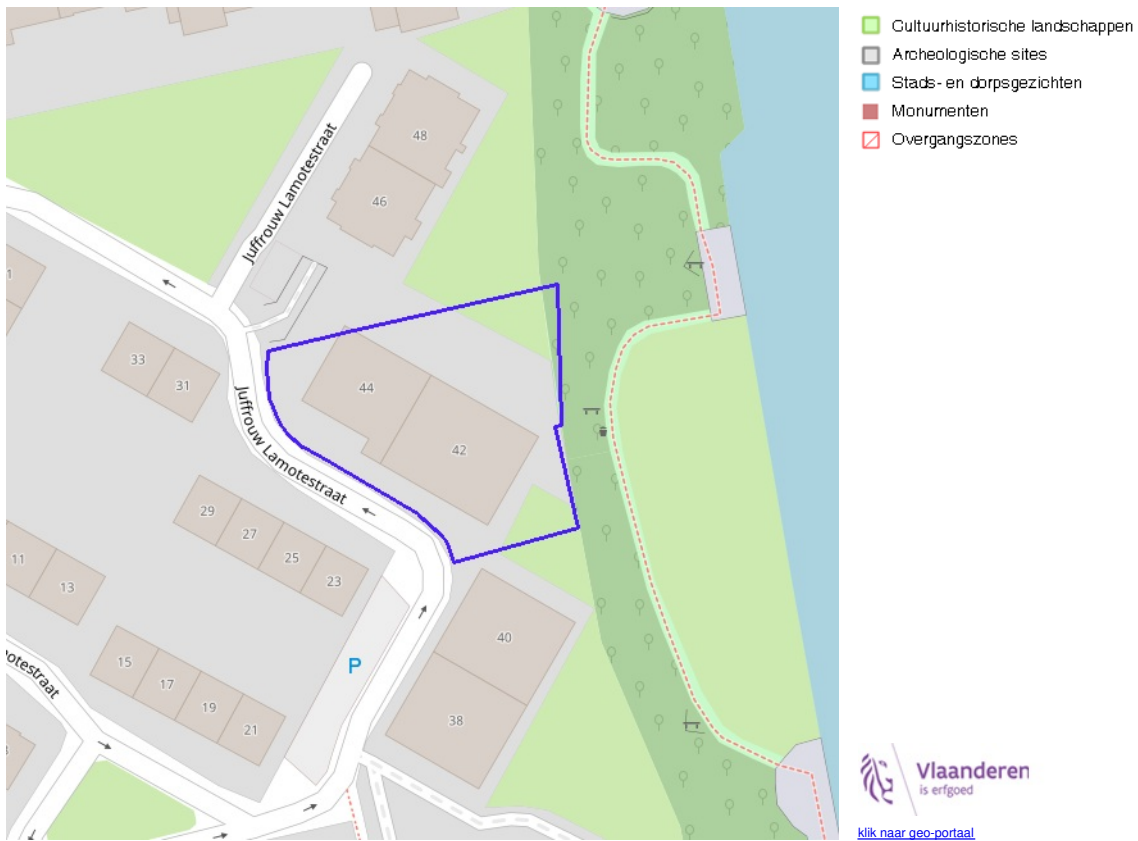 Cultuurhistorische landschappen
Archeologische sites
Stads- en dorpsgezichten
Monumenten
Overgangszones
48
46
Juffrouw Lamotestraat
33
31
44
42
Juffrouw Lamotestraat
29
27
25
23
11
13
40
38
15
17
19
21
P
otestraat
Vlaanderen
is erfgoed
klik naar geo-portaal